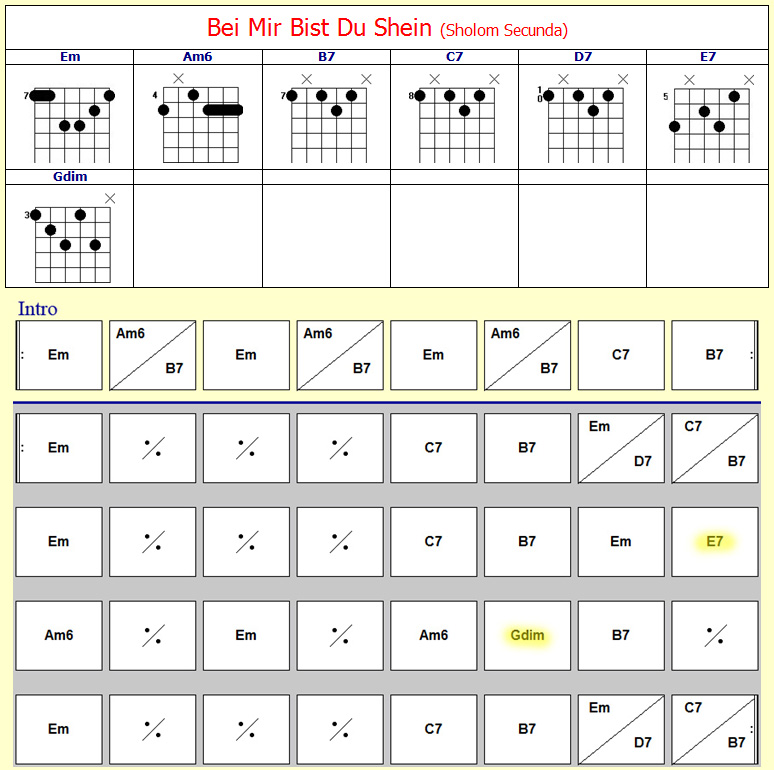 Bei Mir Bist Du Shein (Sholom Secunda)
Em Am6 B7 C7 D7 E7
7 4 7 8 10 5
Gdim
3
Intro
: Em Am6 B7 Em Am6 B7 Em Am6 B7 C7 B7 :
: Em C7 B7 Em D7 C7 B7
Em C7 B7 Em E7
Am6 Em Am6 Gdim B7
Em C7 B7 Em D7 C7 B7 :